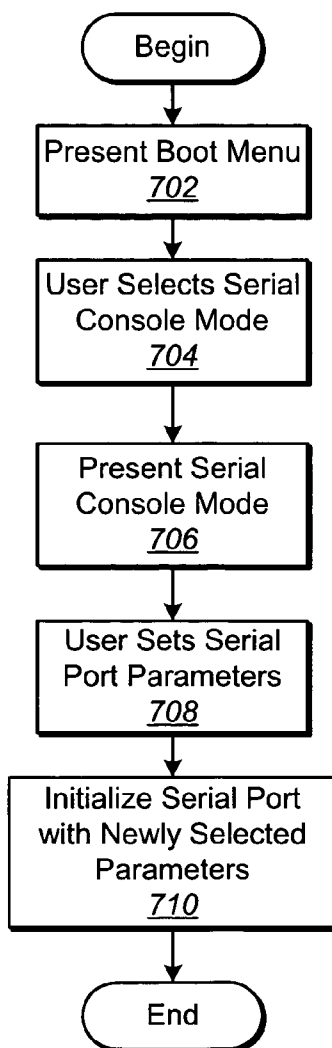 Begin
Present Boot Menu
702
User Selects Serial
Console Mode
704
Present Serial
Console Mode
706
User Sets Serial
Port Parameters
708
Initialize Serial Port
with Newly Selected
Parameters
710
End